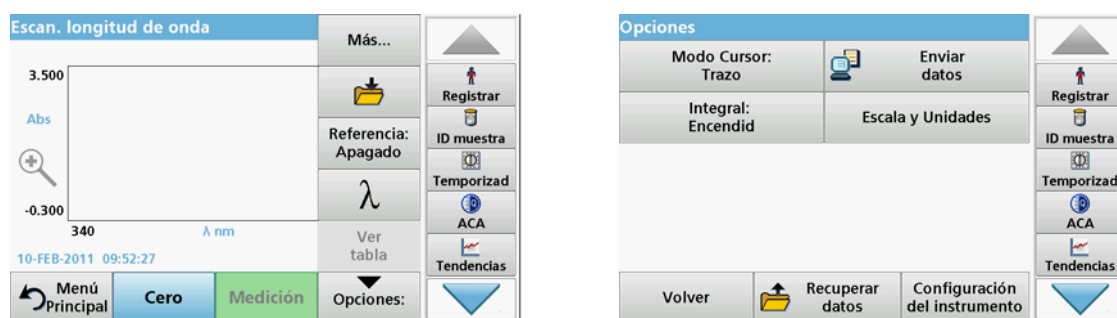 Escan. longitud de onda
Más...
3.500
Abs
-0.300
340
λ nm
10-FEB-2011 09:52:27
Referencia:
Apagado
λ
Ver
tabla
Menú
Principal
Cero
Medición
Opciones:
Registrar
ID muestra
Temporizad
ACA
Tendencias
Opciones
Modo Cursor:
Trazo
Enviar
datos
Integral:
Encendid
Escala y Unidades
Volver
Recuperar
datos
Configuración
del instrumento
Registrar
ID muestra
Temporizad
ACA
Tendencias